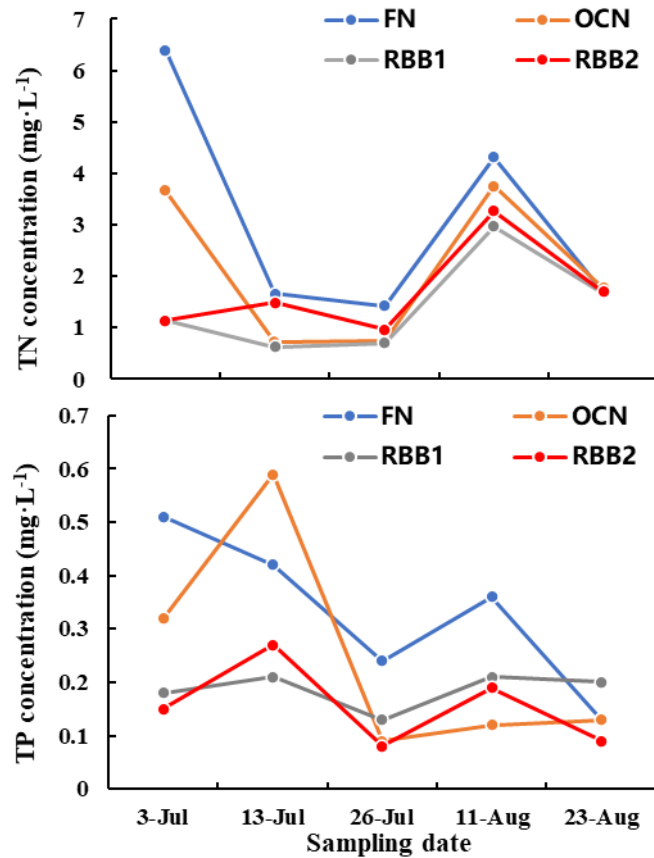 TN concentration (mg·L⁻¹)
7
6
5
4
3
2
1
0
FN
OCN
RBB1
RBB2
TP concentration (mg·L⁻¹)
0.7
0.6
0.5
0.4
0.3
0.2
0.1
0
FN
OCN
RBB1
RBB2
3-Jul 13-Jul 26-Jul 11-Aug 23-Aug
Sampling date